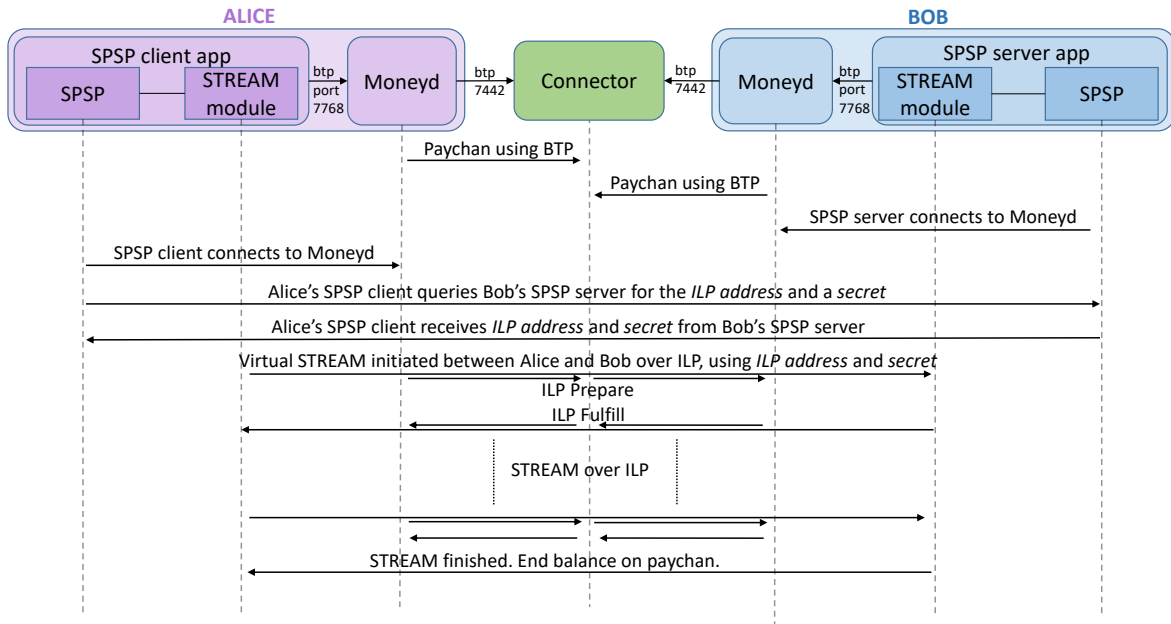 ALICE
BOB
SPSP client app
SPSP
STREAM
module
btp
port
7768
Moneyd
btp
7442
Connector
btp
7442
Moneyd
btp
port
7768
SPSP server app
STREAM
module
SPSP
Paychan using BTP
Paychan using BTP
SPSP server connects to Moneyd
SPSP client connects to Moneyd
Alice’s SPSP client queries Bob’s SPSP server for the ILP address and a secret
Alice’s SPSP client receives ILP address and secret from Bob’s SPSP server
Virtual STREAM initiated between Alice and Bob over ILP, using ILP address and secret
ILP Prepare
ILP Fulfill
STREAM over ILP
STREAM finished. End balance on paychan.